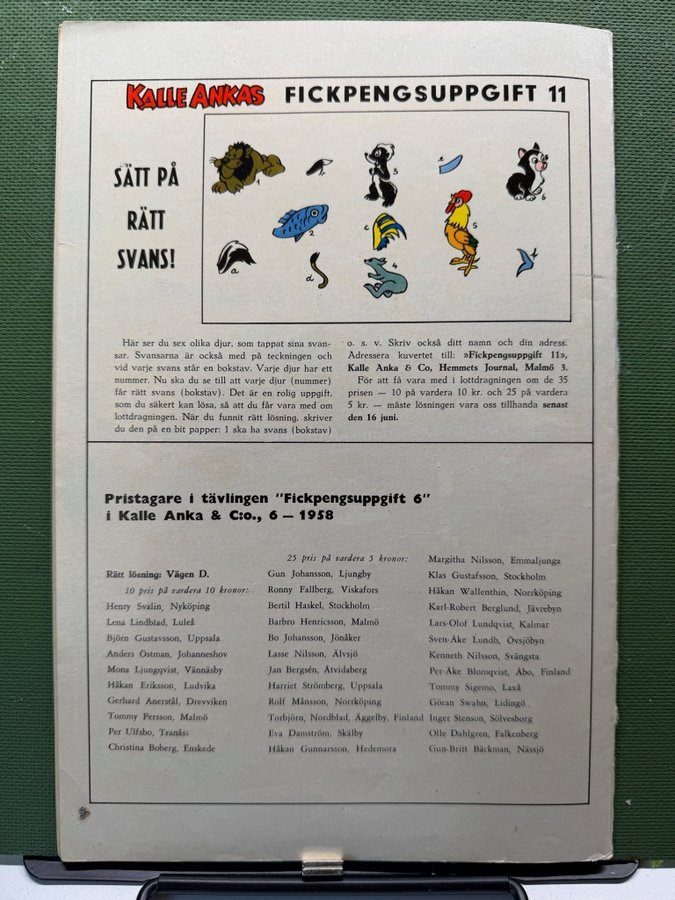 KALLE ANKAS FICKPENGSUPPGIFT 11
SÄTT PÅ
RÄTT
SVANS!
1
3
e
6
2
c
5
a
d
4
b
Här ser du sex olika djur, som tappat sina svan-
sar. Svansarna är också med på teckningen och
vid varje svans står en bokstav. Varje djur har ett
nummer. Nu ska du se till att varje djur (nummer)
får rätt svans (bokstav). Det är en rolig uppgift,
som du säkert kan lösa, så att du får vara med om
lottdragningen. När du funnit rätt lösning, skriver
du den på en bit papper: 1 ska ha svans (bokstav)
o. s. v. Skriv också ditt namn och din adress.
Adressera kuvertet till: »Fickpengsuppgift 11»,
Kalle Anka & Co, Hemmets Journal, Malmö 3.
För att få vara med i lottdragningen om de 35
prisen — 10 på vardera 10 kr. och 25 på vardera
5 kr. — måste lösningen vara oss tillhanda senast
den 16 juni.
Pristagare i tävlingen "Fickpengsuppgift 6"
i Kalle Anka & C:o., 6 — 1958
Rätt lösning: Vägen D.
10 pris på vardera 10 kronor:
Henry Svalin, Nyköping
Lena Lindblad, Luleå
Björn Gustavsson, Uppsala
Anders Östman, Johanneshov
Mona Ljungqvist, Vännäsby
Håkan Eriksson, Ludvika
Gerhard Anerstål, Drevviken
Tommy Persson, Malmö
Per Ulfsbo, Tranås
Christina Boberg, Enskede
25 pris på vardera 5 kronor:
Gun Johansson, Ljungby
Ronny Fallberg, Viskafors
Bertil Haskel, Stockholm
Barbro Henricsson, Malmö
Bo Johansson, Jönåker
Lasse Nilsson, Älvsjö
Jan Bergsén, Åtvidaberg
Harriet Strömberg, Uppsala
Rolf Månsson, Norrköping
Torbjörn, Nordblad, Äggelby, Finland
Eva Damström, Skälby
Håkan Gunnarsson, Hedemora
Margitha Nilsson, Emmaljunga
Klas Gustafsson, Stockholm
Håkan Wallenthin, Norrköping
Karl-Robert Berglund, Jävrebyn
Lars-Olof Lundqvist, Kalmar
Sven-Åke Lundh, Övsjöbyn
Kenneth Nilsson, Svängsta
Per-Åke Blomqvist, Åbo, Finland
Tommy Sigemo, Laxå
Göran Swahn, Lidingö
Inger Stenson, Sölvesborg
Olle Dahlgren, Falkenberg
Gun-Britt Bäckman, Nässjö